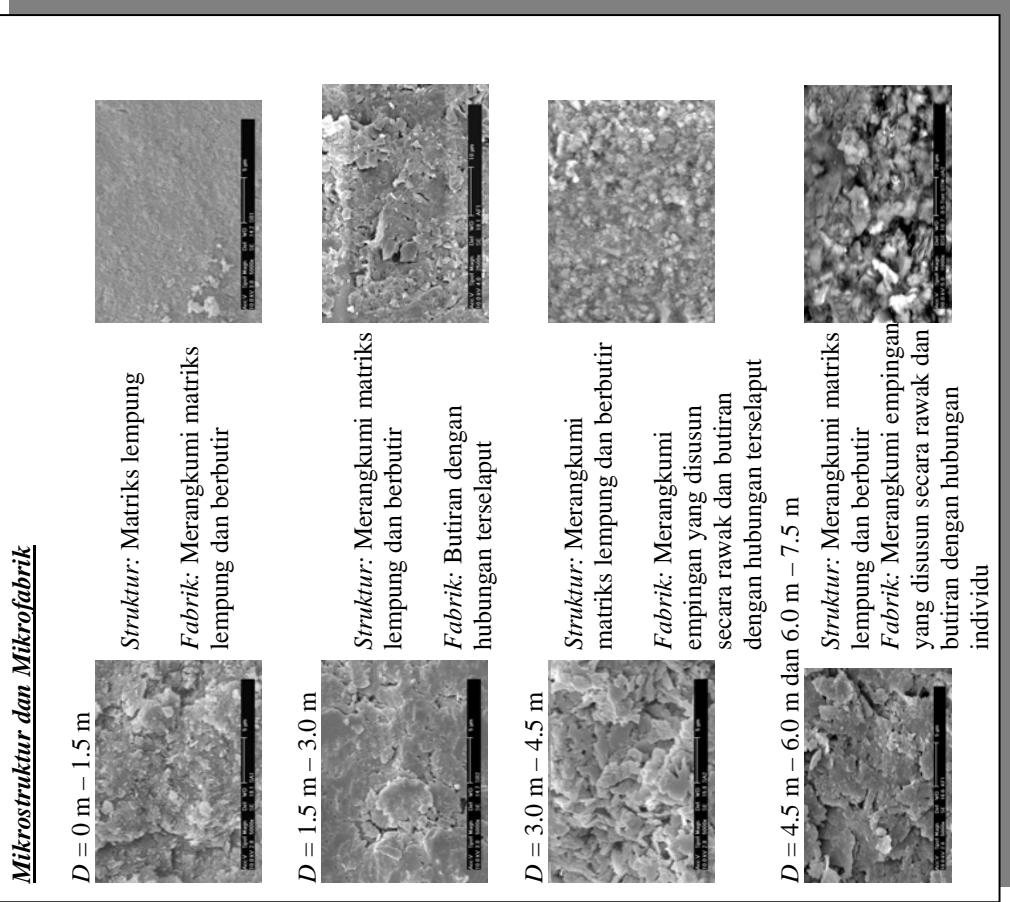 Mikrostruktur dan Mikrofabrik
D = 0 m – 1.5 m
Struktur: Matriks lempung
Fabrik: Merangkumi matriks
lempung dan berbutir
D = 1.5 m – 3.0 m
Struktur: Merangkumi matriks
lempung dan berbutir
Fabrik: Butiran dengan
hubungan terselaput
D = 3.0 m – 4.5 m
Struktur: Merangkumi
matriks lempung dan berbutir
Fabrik: Merangkumi
empingan yang disusun
secara rawak dan butiran
dengan hubungan terselaput
D = 4.5 m – 6.0 m dan 6.0 m – 7.5 m
Struktur: Merangkumi matriks
lempung dan berbutir
Fabrik: Merangkumi empingan
yang disusun secara rawak dan
butiran dengan hubungan
individu